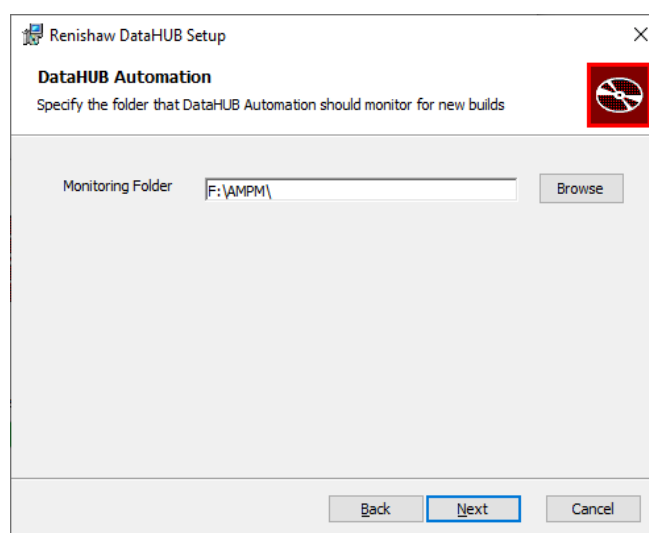 Renishaw DataHUB Setup
DataHUB Automation
Specify the folder that DataHUB Automation should monitor for new builds
Monitoring Folder
F:\AMPM\
Browse
Back
Next
Cancel